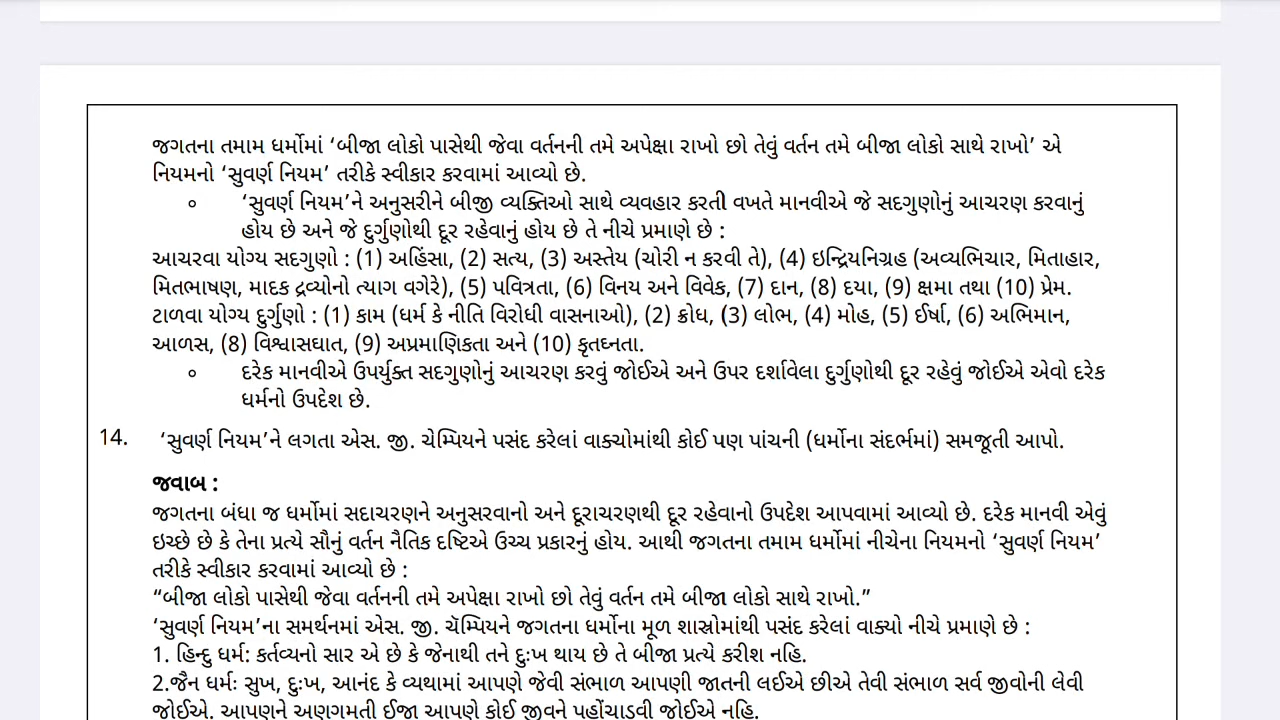 જગતના તમામ ધર્મોમાં ‘બીજા લોકો પાસેથી જેવા વર્તનની તમે અપેક્ષા રાખો છો તેવું વર્તન તમે બીજા લોકો સાથે રાખો’ એ
નિયમનો ‘સુવર્ણ નિયમ’ તરીકે સ્વીકાર કરવામાં આવ્યો છે.
○ ‘સુવર્ણ નિયમ’ને અનુસરીને બીજી વ્યક્તિઓ સાથે વ્યવહાર કરતી વખતે માનવીએ જે સદગુણોનું આચરણ કરવાનું
હોય છે અને જે દુર્ગુણોથી દૂર રહેવાનું હોય છે તે નીચે પ્રમાણે છે :
આચરવા યોગ્ય સદગુણો : (1) અહિંસા, (2) સત્ય, (3) અસ્તેય (ચોરી ન કરવી તે), (4) ઇન્દ્રિયનિગ્રહ (અવ્યભિચાર, મિતાહાર,
મિતભાષણ, માદક દ્રવ્યોનો ત્યાગ વગેરે), (5) પવિત્રતા, (6) વિનય અને વિવેક, (7) દાન, (8) દયા, (9) ક્ષમા તથા (10) પ્રેમ.
ટાળવા યોગ્ય દુર્ગુણો : (1) કામ (ધર્મ કે નીતિ વિરોધી વાસનાઓ), (2) ક્રોધ, (3) લોભ, (4) મોહ, (5) ઈર્ષા, (6) અભિમાન,
આળસ, (8) વિશ્વાસઘાત, (9) અપ્રમાણિકતા અને (10) કૃતઘ્નતા.
○ દરેક માનવીએ ઉપર્યુક્ત સદગુણોનું આચરણ કરવું જોઈએ અને ઉપર દર્શાવેલા દુર્ગુણોથી દૂર રહેવું જોઈએ એવો દરેક
ધર્મનો ઉપદેશ છે.
14. ‘સુવર્ણ નિયમ’ને લગતા એસ. જી. ચેમ્પિયને પસંદ કરેલાં વાક્યોમાંથી કોઈ પણ પાંચની (ધર્મોના સંદર્ભમાં) સમજૂતી આપો.
જવાબ :
જગતના બંધા જ ધર્મોમાં સદાચરણને અનુસરવાનો અને દૂરાચરણથી દૂર રહેવાનો ઉપદેશ આપવામાં આવ્યો છે. દરેક માનવી એવું
ઇચ્છે છે કે તેના પ્રત્યે સૌનું વર્તન નૈતિક દષ્ટિએ ઉચ્ચ પ્રકારનું હોય. આથી જગતના તમામ ધર્મોમાં નીચેના નિયમનો ‘સુવર્ણ નિયમ’
તરીકે સ્વીકાર કરવામાં આવ્યો છે :
“બીજા લોકો પાસેથી જેવા વર્તનની તમે અપેક્ષા રાખો છો તેવું વર્તન તમે બીજા લોકો સાથે રાખો.”
‘સુવર્ણ નિયમ’ના સમર્થનમાં એસ. જી. ચૅમ્પિયને જગતના ધર્મોના મૂળ શાસ્રોમાંથી પસંદ કરેલાં વાક્યો નીચે પ્રમાણે છે :
1. હિન્દુ ધર્મ: કર્તવ્યનો સાર એ છે કે જેનાથી તને દુઃખ થાય છે તે બીજા પ્રત્યે કરીશ નહિ.
2.જૈન ધર્મઃ સુખ, દુઃખ, આનંદ કે વ્યથામાં આપણે જેવી સંભાળ આપણી જાતની લઈએ છીએ તેવી સંભાળ સર્વ જીવોની લેવી
જોઈએ. આપણને અણગમતી ઈજા આપણે કોઈ જીવને પહોંચાડવી જોઈએ નહિ.